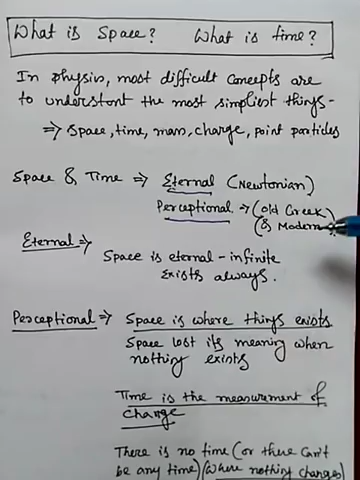 What is Space? What is time?
In physics, most difficult concepts are
to understont the most simpliest things-
⇒ Space, time, mass, charge, point particles
Space & Time ⇒ Eternal (Newtonian)
Perceptional → (Old Greek)
(& Modern
Eternal ⇒
Space is eternal - infinite
exists always.
Perceptional ⇒ Space is where things exists
Space lost its meaning when
nothing exists
Time is the measurement of
change
There is no time (or there can't
be any time) (where nothing changes)